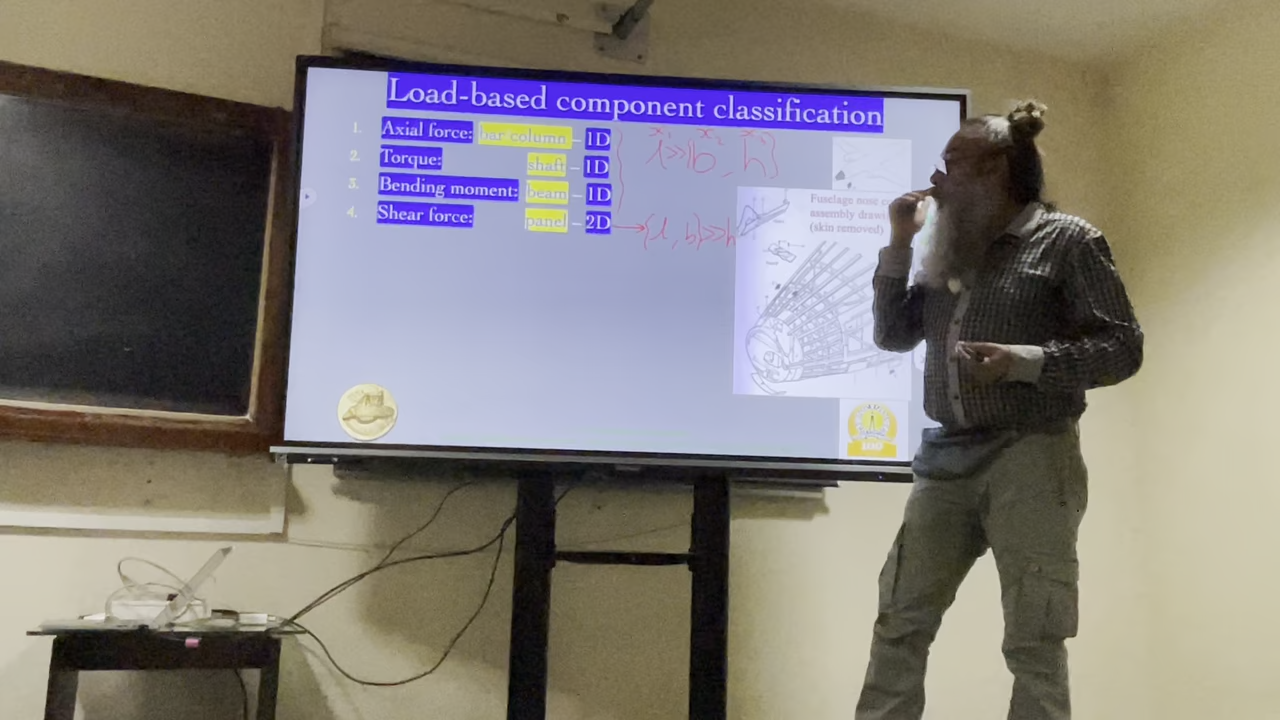 Load-based component classification
1. Axial force: bar column – 1D
2. Torque: shaft – 1D
3. Bending moment: beam – 1D
4. Shear force: panel – 2D
l >> b, h
{l, b} >> h
Fuselage nose
assembly
(skin removed)
100